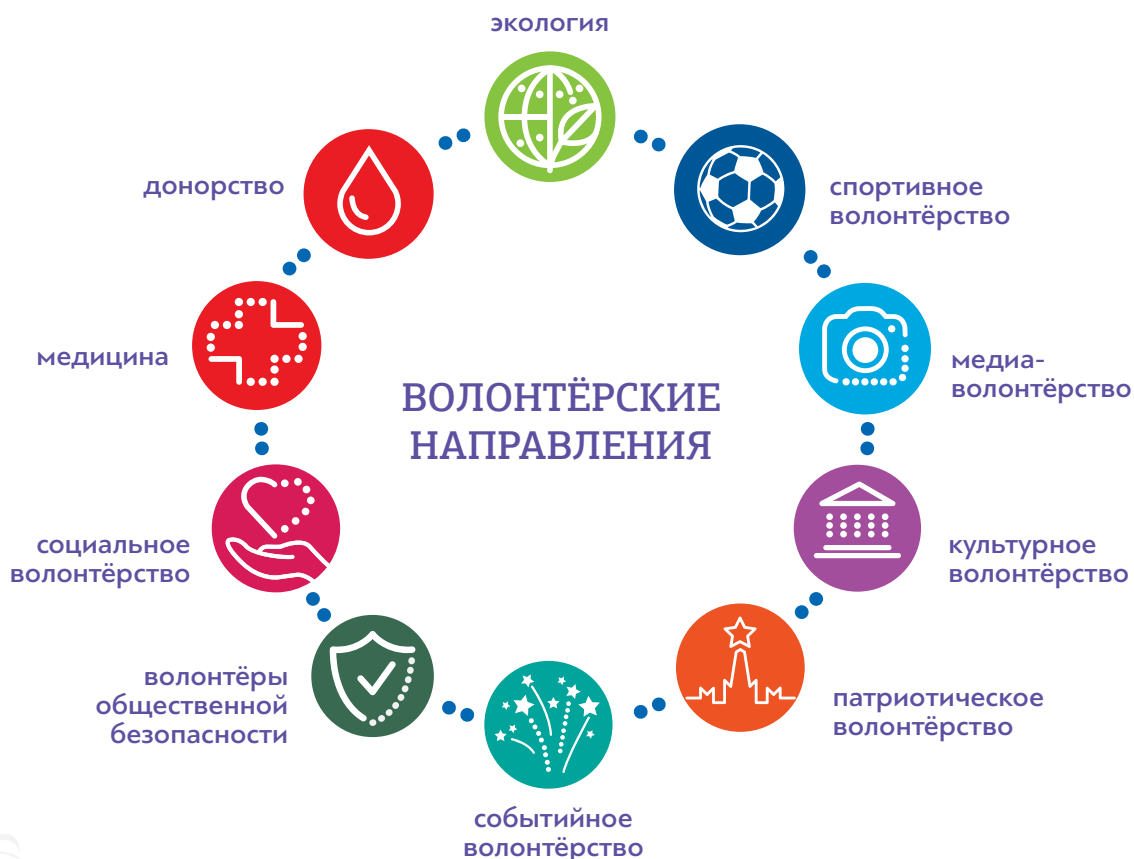 экология
донорство
спортивное
волонтёрство
медицина
медиа-
волонтёрство
ВОЛОНТЁРСКИЕ
НАПРАВЛЕНИЯ
социальное
волонтёрство
культурное
волонтёрство
волонтёры
общественной
безопасности
патриотическое
волонтёрство
событийное
волонтёрство